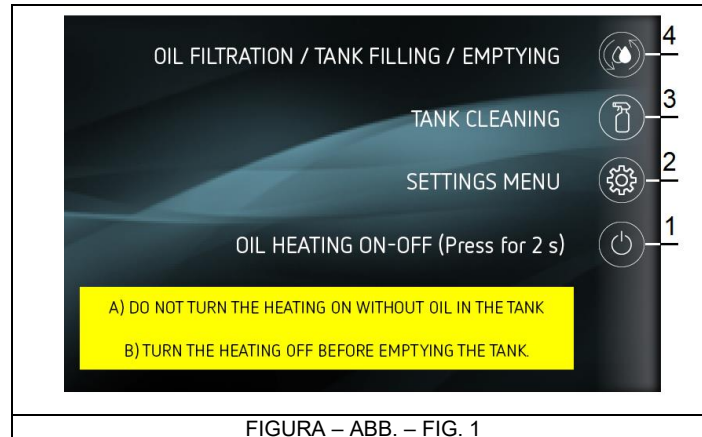 OIL FILTRATION / TANK FILLING / EMPTYING
4
TANK CLEANING
3
SETTINGS MENU
2
OIL HEATING ON-OFF (Press for 2 s)
1
A) DO NOT TURN THE HEATING ON WITHOUT OIL IN THE TANK
B) TURN THE HEATING OFF BEFORE EMPTYING THE TANK.
FIGURA – ABB. – FIG. 1